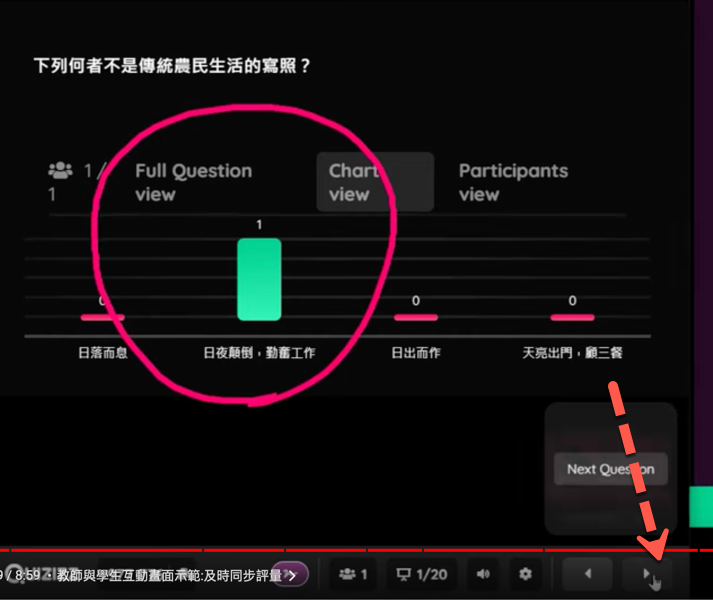 下列何者不是傳統農民生活的寫照？
1 /
1
Full Question
view
Chart
view
Participants
view
1
0
0
0
日落而息
日夜顛倒，勤奮工作
日出而作
天亮出門，顧三餐
Next Question
9 / 8:59 • 教師與學生互動畫面示範:及時同步評量
1
1/20